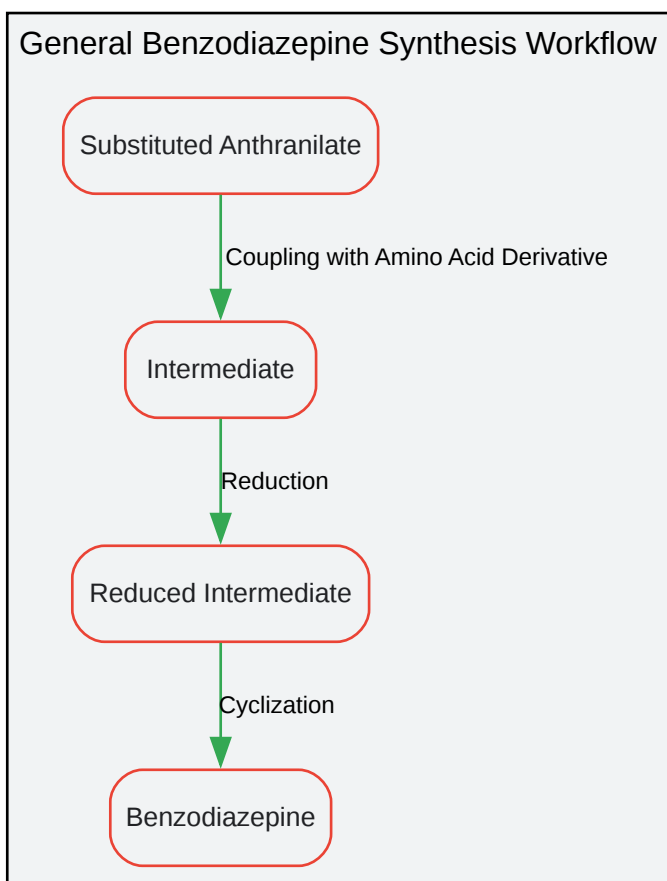 General Benzodiazepine Synthesis Workflow
Substituted Anthranilate
Coupling with Amino Acid Derivative
Intermediate
Reduction
Reduced Intermediate
Cyclization
Benzodiazepine